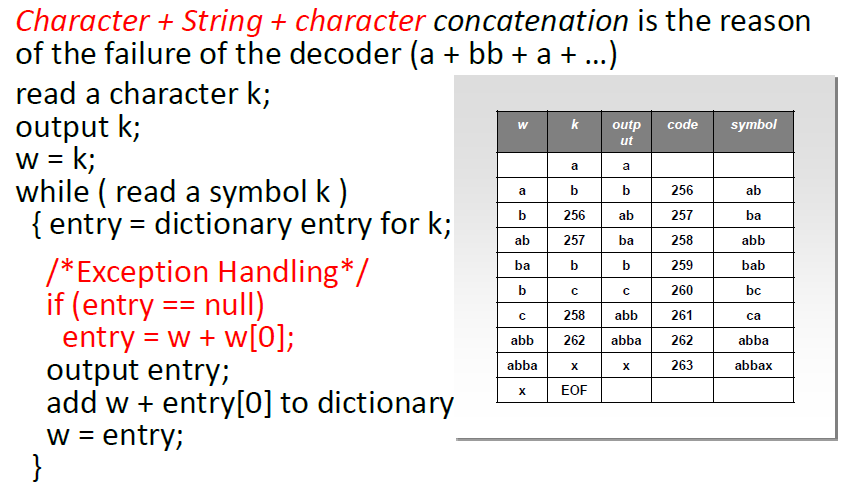 Character + String + character concatenation is the reason
of the failure of the decoder (a + bb + a + …)
read a character k;
output k;
w = k;
while ( read a symbol k )
{ entry = dictionary entry for k;
/*Exception Handling*/
if (entry == null)
entry = w + w[0];
output entry;
add w + entry[0] to dictionary
w = entry;
}
w k outp code symbol
ut
a a
a b b 256 ab
b 256 ab 257 ba
ab 257 ba 258 abb
ba b b 259 bab
b c c 260 bc
c 258 abb 261 ca
abb 262 abba 262 abba
abba x x 263 abbax
x EOF